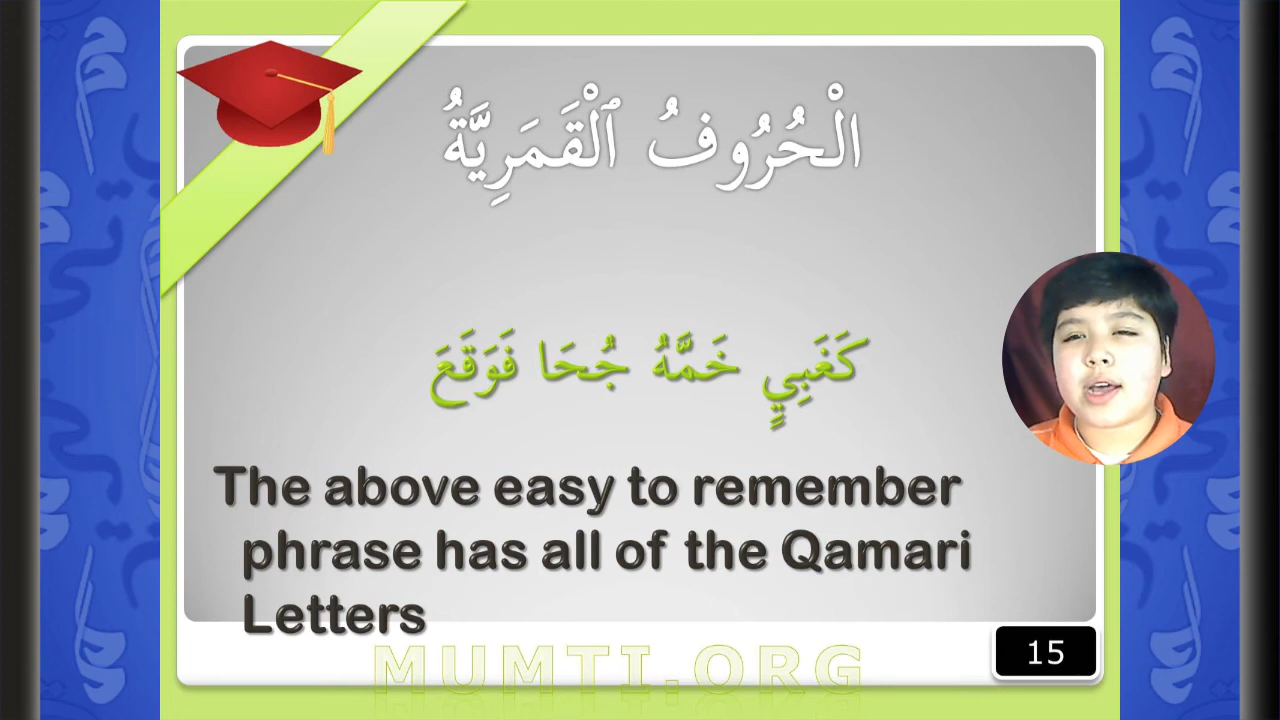 الْحُرُوفُ ٱلْقَمَرِيَّةُ
كَغَبِيٍ خَمَّهُ جُحَا فَوَقَعَ
The above easy to remember
phrase has all of the Qamari
Letters
MUMTI.ORG
15